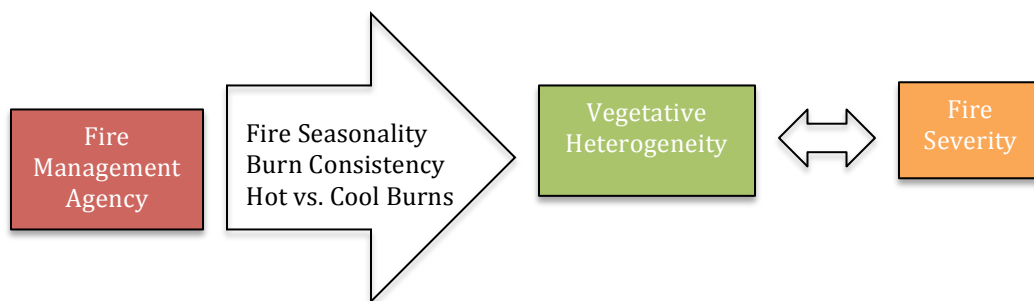 Fire
Management
Agency
Fire Seasonality
Burn Consistency
Hot vs. Cool Burns
Vegetative
Heterogeneity
Fire
Severity